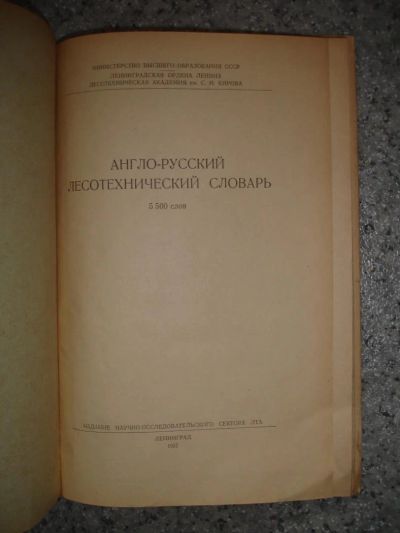 МИНИСТЕРСТВО ВЫСШЕГО ОБРАЗОВАНИЯ СССР
ЛЕНИНГРАДСКАЯ ОРДЕНА ЛЕНИНА
ЛЕСОТЕХНИЧЕСКАЯ АКАДЕМИЯ им. С. М. КИРОВА
АНГЛО-РУССКИЙ
ЛЕСОТЕХНИЧЕСКИЙ СЛОВАРЬ
5 500 слов
ИЗДАНИЕ НАУЧНО-ИССЛЕДОВАТЕЛЬСКОГО СЕКТОРА ЛТА
ЛЕНИНГРАД